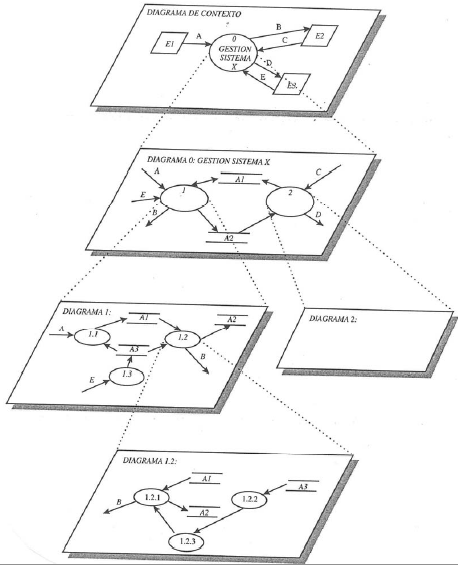 DIAGRAMA DE CONTEXTO
E1
A
0
GESTION
SISTEMA
X
B
C
E2
D
E
E3
DIAGRAMA 0: GESTION SISTEMA X
A
E
B
1
A1
2
C
D
A2
DIAGRAMA 1:
A
1.1
A1
1.2
A2
A3
B
1.3
E
DIAGRAMA 2:
DIAGRAMA 1.2:
B
1.2.1
A1
A2
1.2.2
A3
1.2.3